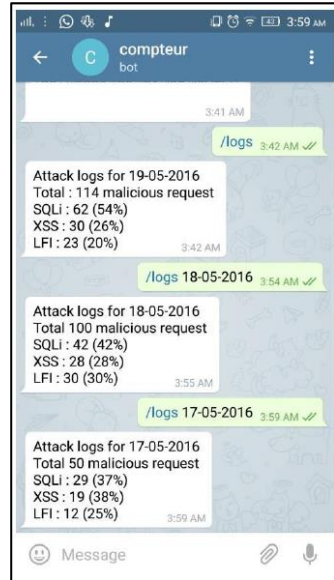 3:59 AM
C
compteur
bot
3:41 AM
/logs 3:42 AM
Attack logs for 19-05-2016
Total : 114 malicious request
SQLi : 62 (54%)
XSS : 30 (26%)
LFI : 23 (20%)
3:42 AM
/logs 18-05-2016 3:54 AM
Attack logs for 18-05-2016
Total 100 malicious request
SQLi : 42 (42%)
XSS : 28 (28%)
LFI : 30 (30%)
3:55 AM
/logs 17-05-2016 3:59 AM
Attack logs for 17-05-2016
Total 50 malicious request
SQLi : 29 (37%)
XSS : 19 (38%)
LFI : 12 (25%)
3:59 AM
Message